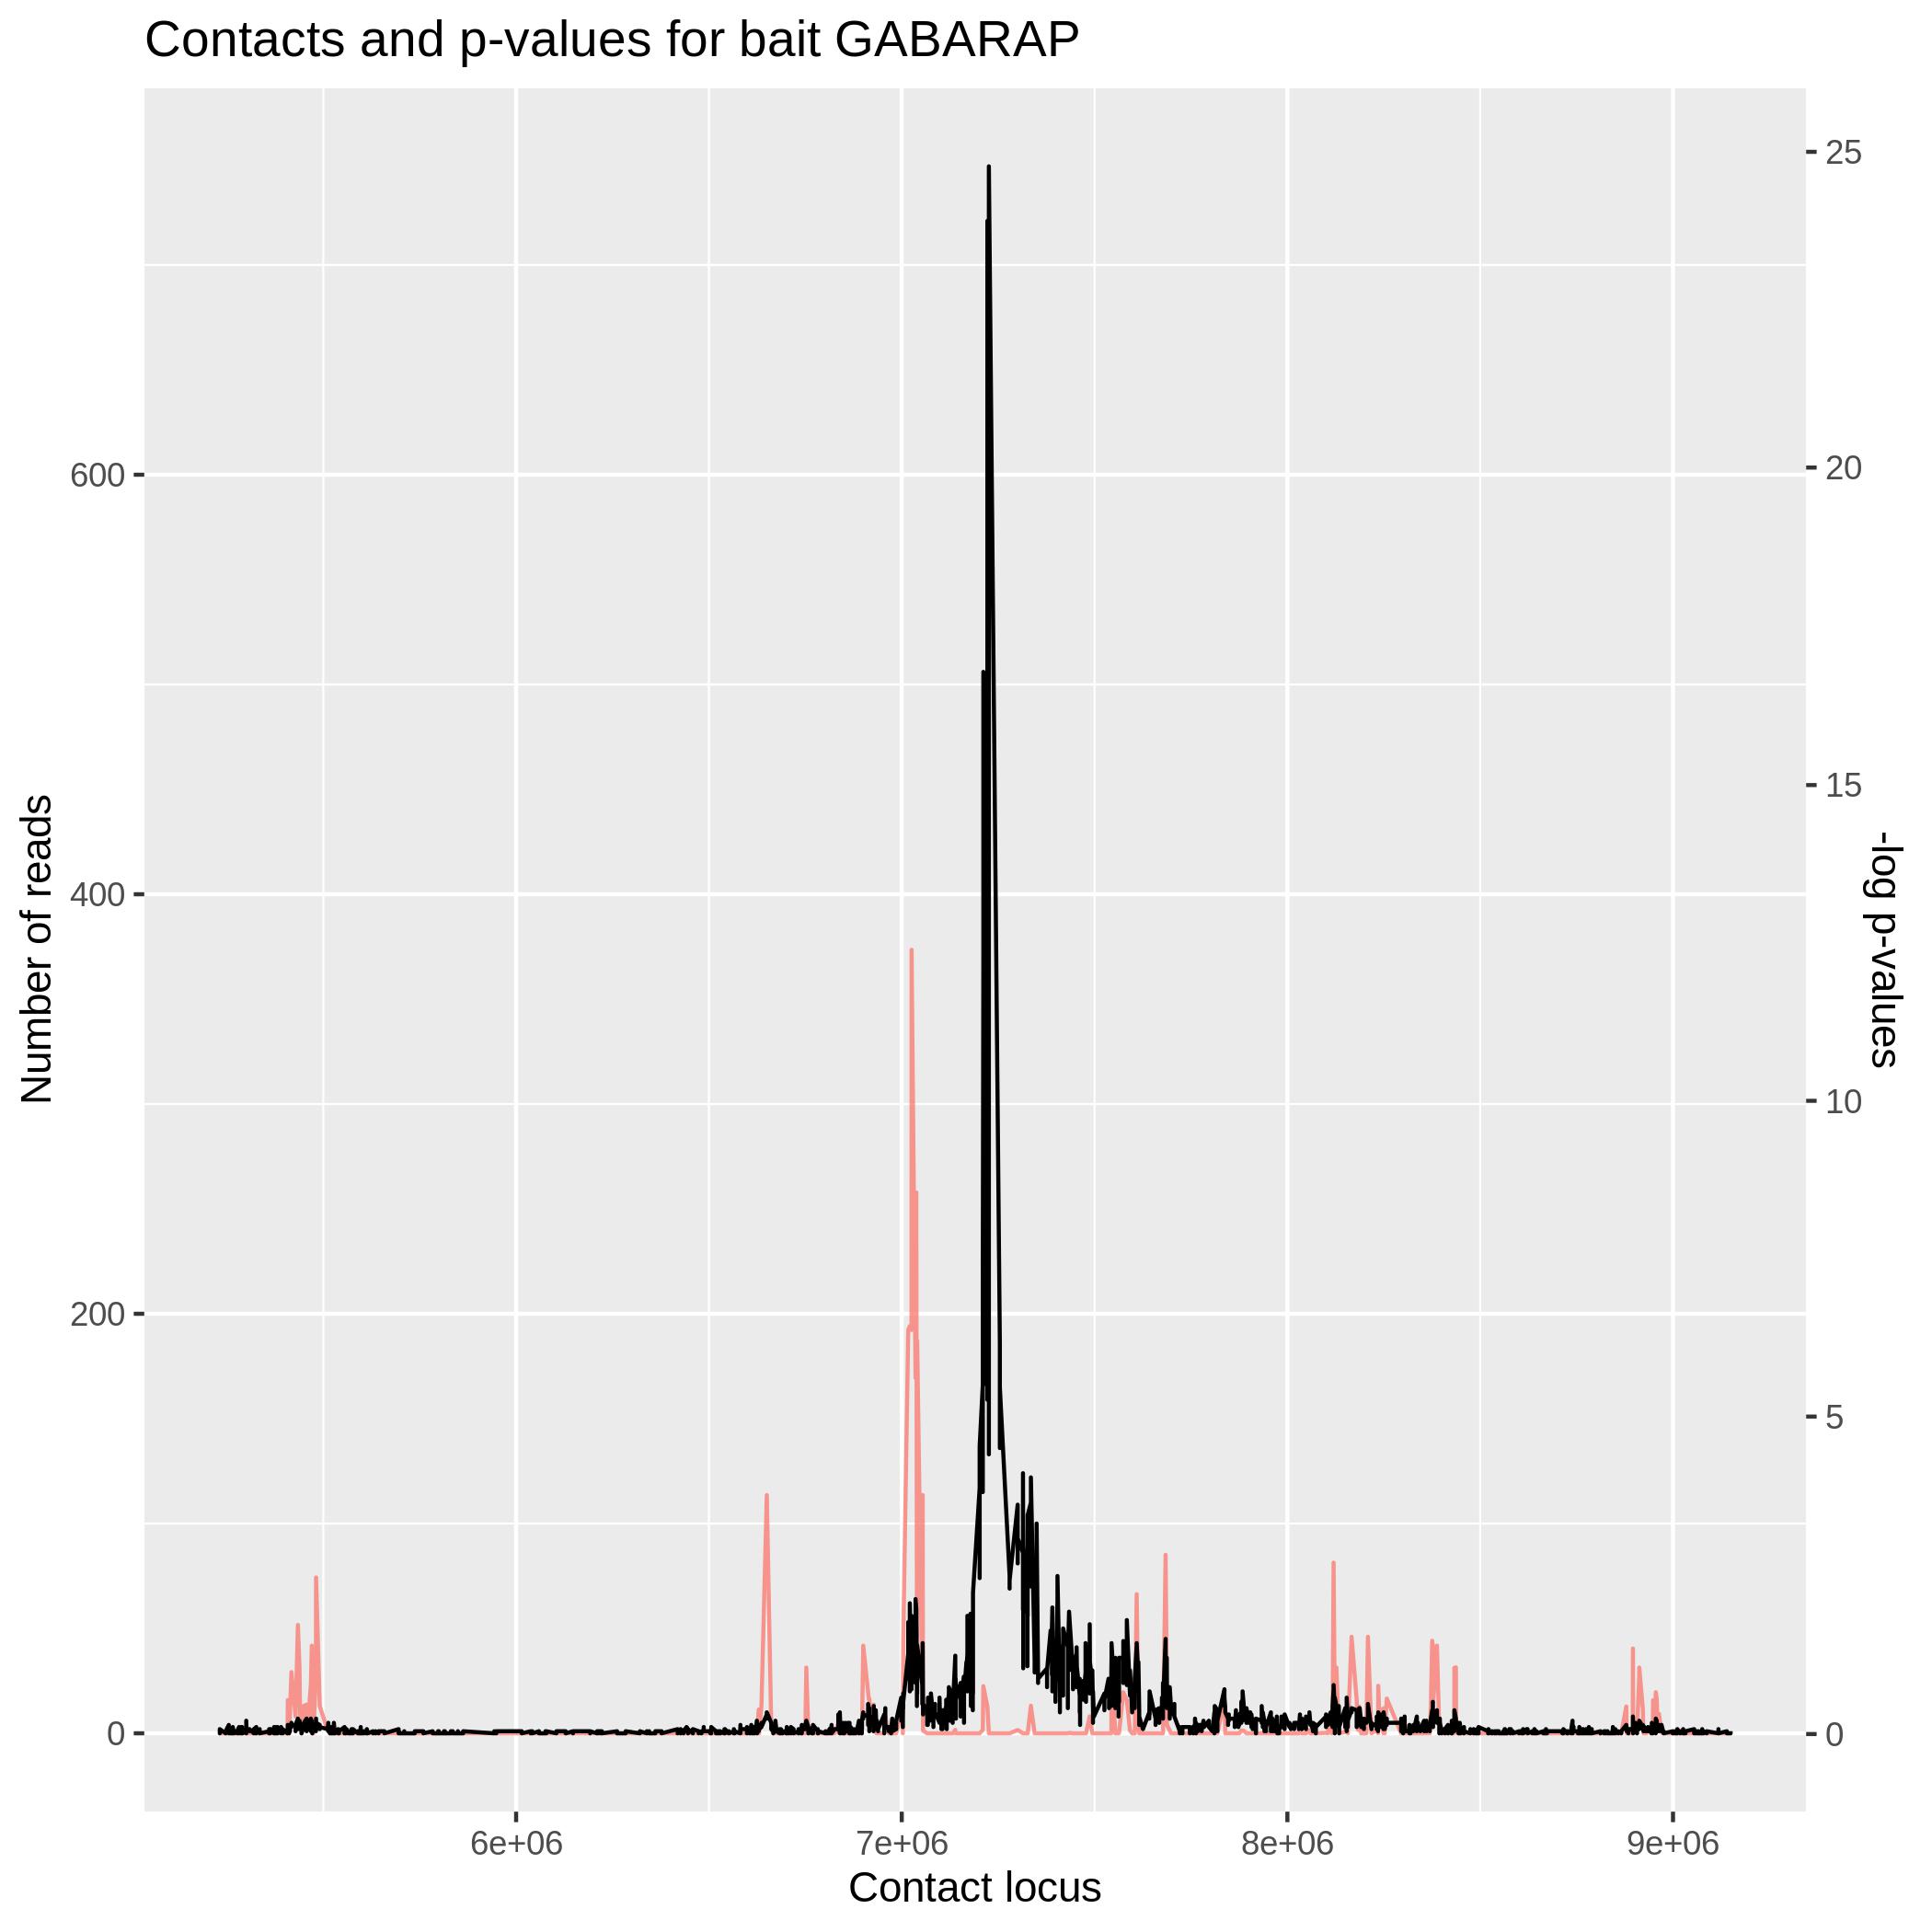 Contacts and p-values for bait GABARAP
Number of reads
600
400
200
0
25
20
15
10
5
0
-log p-values
6e+06
7e+06
8e+06
9e+06
Contact locus